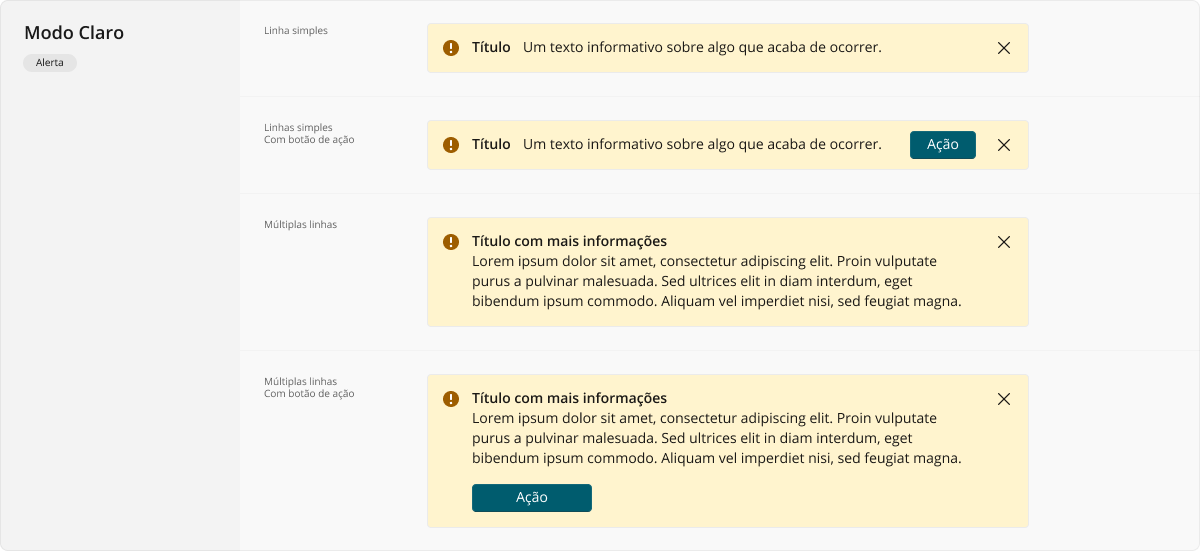 Modo Claro
Alerta
Linha simples
Título Um texto informativo sobre algo que acaba de ocorrer.
Linhas simples
Com botão de ação
Título Um texto informativo sobre algo que acaba de ocorrer.
Ação
Múltiplas linhas
Título com mais informações
Lorem ipsum dolor sit amet, consectetur adipiscing elit. Proin vulputate
purus a pulvinar malesuada. Sed ultrices elit in diam interdum, eget
bibendum ipsum commodo. Aliquam vel imperdiet nisi, sed feugiat magna.
Múltiplas linhas
Com botão de ação
Título com mais informações
Lorem ipsum dolor sit amet, consectetur adipiscing elit. Proin vulputate
purus a pulvinar malesuada. Sed ultrices elit in diam interdum, eget
bibendum ipsum commodo. Aliquam vel imperdiet nisi, sed feugiat magna.
Ação